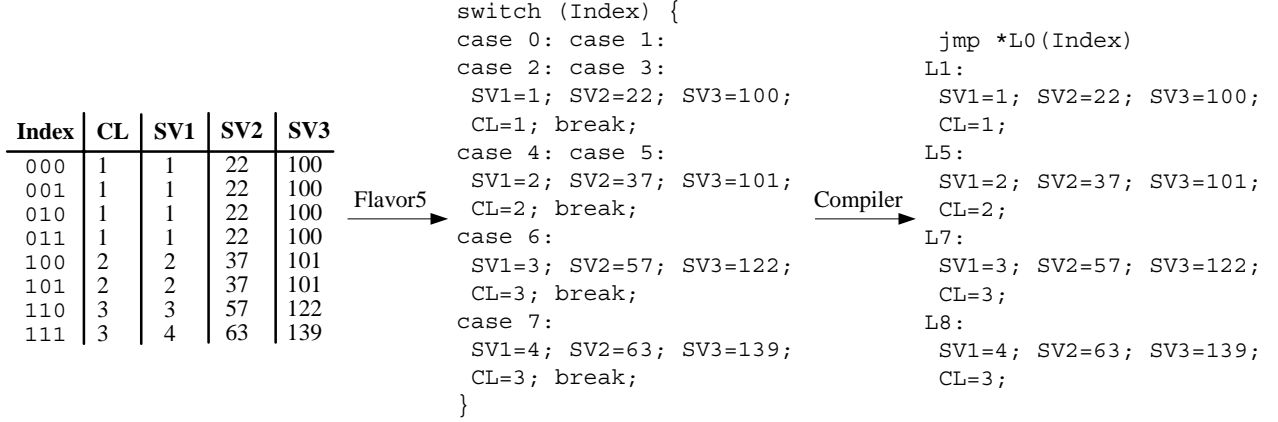 Index CL SV1 SV2 SV3
000 1 1 22 100
001 1 1 22 100
010 1 1 22 100
011 1 1 22 100
100 2 2 37 101
101 2 2 37 101
110 3 3 57 122
111 3 4 63 139
Flavor5
switch (Index) {
case 0: case 1:
case 2: case 3:
SV1=1; SV2=22; SV3=100;
CL=1; break;
case 4: case 5:
SV1=2; SV2=37; SV3=101;
CL=2; break;
case 6:
SV1=3; SV2=57; SV3=122;
CL=3; break;
case 7:
SV1=4; SV2=63; SV3=139;
CL=3; break;
}
Compiler
jmp *L0(Index)
L1:
SV1=1; SV2=22; SV3=100;
CL=1;
L5:
SV1=2; SV2=37; SV3=101;
CL=2;
L7:
SV1=3; SV2=57; SV3=122;
CL=3;
L8:
SV1=4; SV2=63; SV3=139;
CL=3;